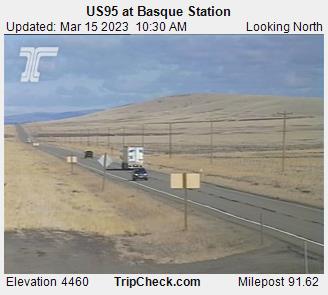 US95 at Basque Station
Updated: Mar 15 2023 10:30 AM Looking North
Elevation 4460 TripCheck.com Milepost 91.62